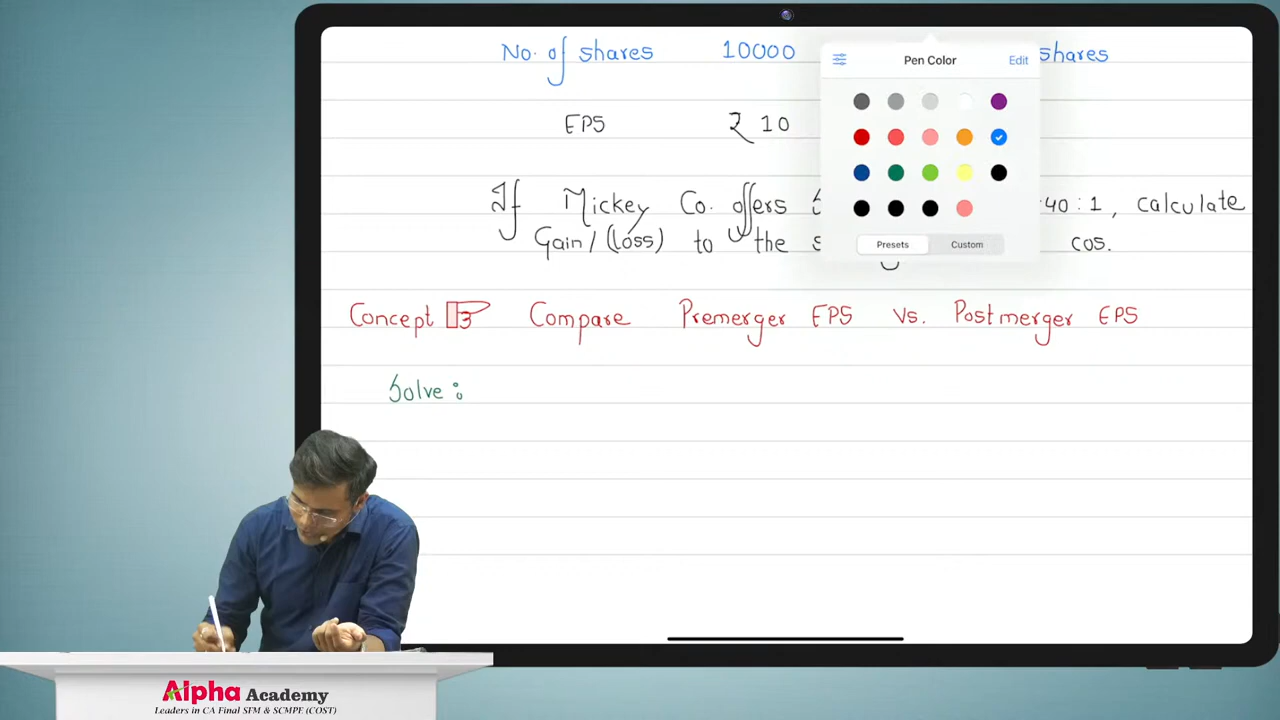 No. of shares 10000 shares
Pen Color Edit
EPS ₹ 10
If Mickey Co. offers 40:1, calculate
Gain/(Loss) to the cos.
Presets Custom
Concept Compare Premerger EPS Vs. Postmerger EPS
Solve :
Alpha Academy
Leaders in CA Final SFM & SCMPE (COST)